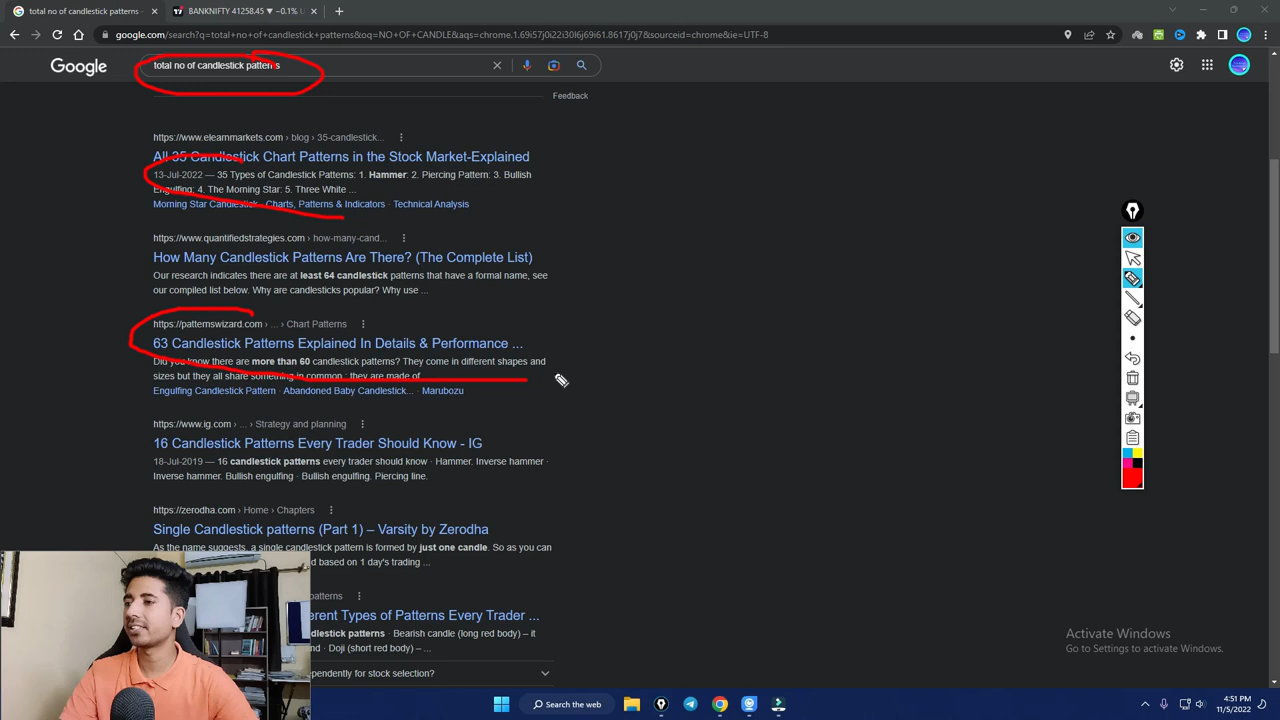 total no of candlestick patterns -
BANKNIFTY 41258.45 ▼ −0.1% U
google.com/search?q=total+no+of+candlestick+patterns&oq=NO+OF+CANDLE&aqs=chrome.1.69i57j0i22i30l6j69i61.8617j0j7&sourceid=chrome&ie=UTF-8
Google
total no of candlestick patterns
Feedback
https://www.elearnmarkets.com › blog › 35-candlestick...
All 35 Candlestick Chart Patterns in the Stock Market-Explained
13-Jul-2022 — 35 Types of Candlestick Patterns: 1. Hammer: 2. Piercing Pattern: 3. Bullish
Engulfing: 4. The Morning Star: 5. Three White ...
Morning Star Candlestick · Charts, Patterns & Indicators · Technical Analysis
https://www.quantifiedstrategies.com › how-many-cand...
How Many Candlestick Patterns Are There? (The Complete List)
Our research indicates there are at least 64 candlestick patterns that have a formal name, see
our compiled list below. Why are candlesticks popular? Why use ...
https://patternswizard.com › ... › Chart Patterns
63 Candlestick Patterns Explained In Details & Performance ...
Did you know there are more than 60 candlestick patterns? They come in different shapes and
sizes but they all share something in common : they are made of
Engulfing Candlestick Pattern · Abandoned Baby Candlestick... · Marubozu
https://www.ig.com › ... › Strategy and planning
16 Candlestick Patterns Every Trader Should Know - IG
18-Jul-2019 — 16 candlestick patterns every trader should know · Hammer. Inverse hammer ·
Inverse hammer. Bullish engulfing · Bullish engulfing. Piercing line.
https://zerodha.com › Home › Chapters
Single Candlestick patterns (Part 1) – Varsity by Zerodha
As the name suggests, a single candlestick pattern is formed by just one candle. So as you can
d based on 1 day's trading ...
patterns
erent Types of Patterns Every Trader ...
ndlestick patterns · Bearish candle (long red body) – it
nd · Doji (short red body) – ...
pendently for stock selection?
Activate Windows
Go to Settings to activate Windows.
Search the web
4:51 PM
11/5/2022